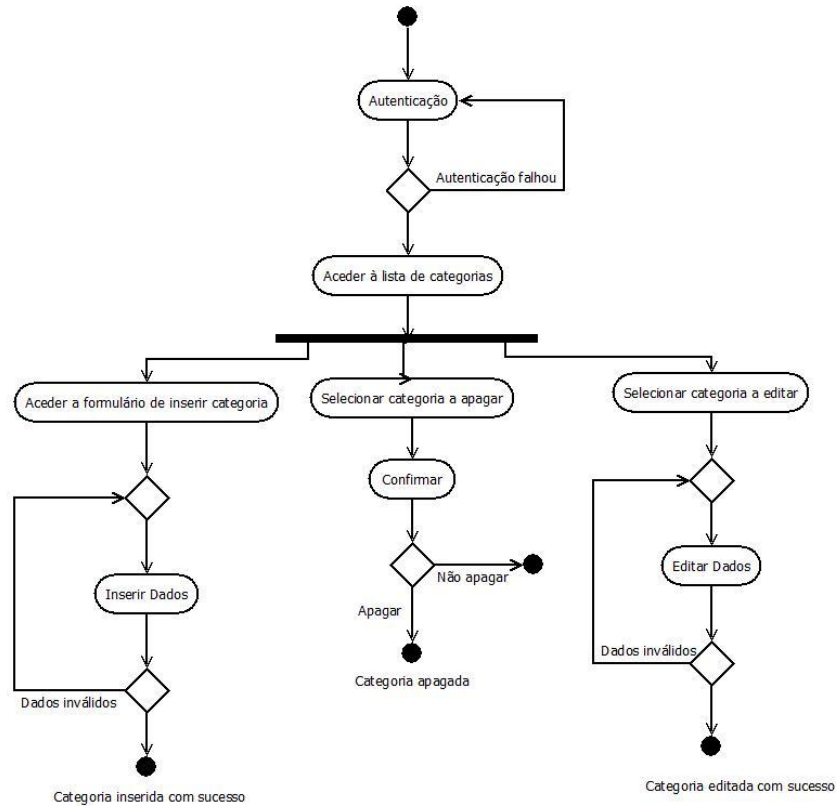 Autenticação
Autenticação falhou
Aceder à lista de categorias
Aceder a formulário de inserir categoria
Selecionar categoria a apagar
Selecionar categoria a editar
Confirmar
Inserir Dados
Não apagar
Editar Dados
Apagar
Dados inválidos
Categoria apagada
Dados inválidos
Categoria inserida com sucesso
Categoria editada com sucesso